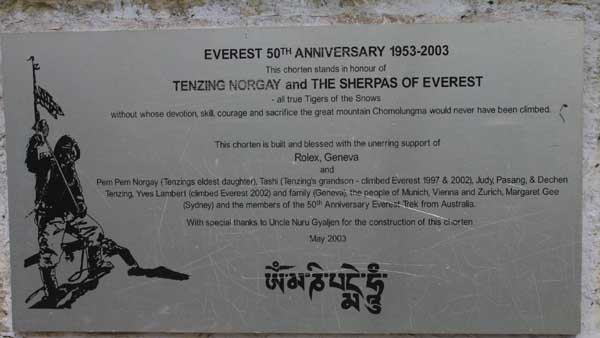 EVEREST 50TH ANNIVERSARY 1953-2003
This chorten stands in honour of
TENZING NORGAY and THE SHERPAS OF EVEREST
- all true Tigers of the Snows
without whose devotion, skill, courage and sacrifice the great mountain Chomolungma would never have been climbed.
This chorten is built and blessed with the unerring support of
Rolex, Geneva
and
Pem Pem Norgay (Tenzings eldest daughter), Tashi (Tenzing's grandson - climbed Everest 1997 & 2002), Judy, Pasang, & Dechen
Tenzing, Yves Lambert (climbed Everest 2002) and family (Geneva), the people of Munich, Vienna and Zurich, Margaret Gee
(Sydney) and the members of the 50th Anniversary Everest Trek from Australia.
With special thanks to Uncle Nuru Gyaljen for the construction of this chorten
May 2003
ༀ་མ་ཎི་པདྨེ་ཧཱུྃ